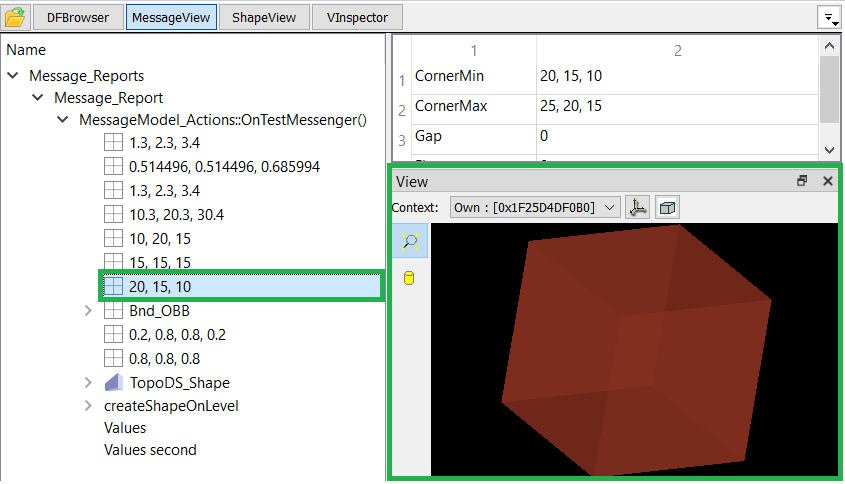 DFBrowser MessageView ShapeView VInspector
Name
Message_Reports
Message_Report
MessageModel_Actions::OnTestMessenger()
1.3, 2.3, 3.4
0.514496, 0.514496, 0.685994
1.3, 2.3, 3.4
10.3, 20.3, 30.4
10, 20, 15
15, 15, 15
20, 15, 10
Bnd_OBB
0.2, 0.8, 0.8, 0.2
0.8, 0.8, 0.8
TopoDS_Shape
createShapeOnLevel
Values
Values second
1 2
1 CornerMin 20, 15, 10
2 CornerMax 25, 20, 15
3 Gap 0
View
Context: Own : [0x1F25D4DF0B0]